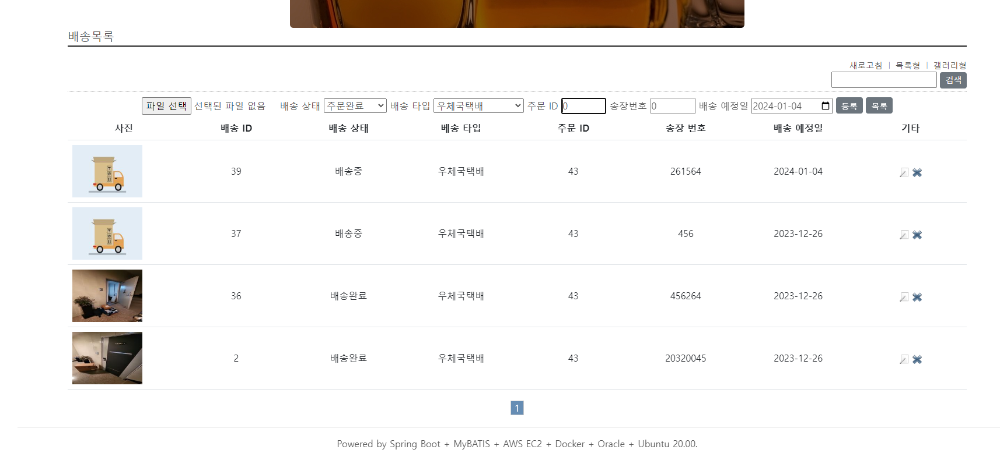 배송목록
새로고침 | 목록형 | 갤러리형
검색
파일 선택 선택된 파일 없음 배송 상태 주문완료 배송 타입 우체국택배 주문 ID 0 송장번호 0 배송 예정일 2024-01-04 등록 목록
사진 배송 ID 배송 상태 베송 타입 주문 ID 송장 번호 배송 예정일 기타
39 배송중 우체국택배 43 261564 2024-01-04
37 배송중 우체국택배 43 456 2023-12-26
36 배송완료 우체국택배 43 456264 2023-12-26
2 배송완료 우체국택배 43 20320045 2023-12-26
1
Powered by Spring Boot + MyBATIS + AWS EC2 + Docker + Oracle + Ubuntu 20.00.